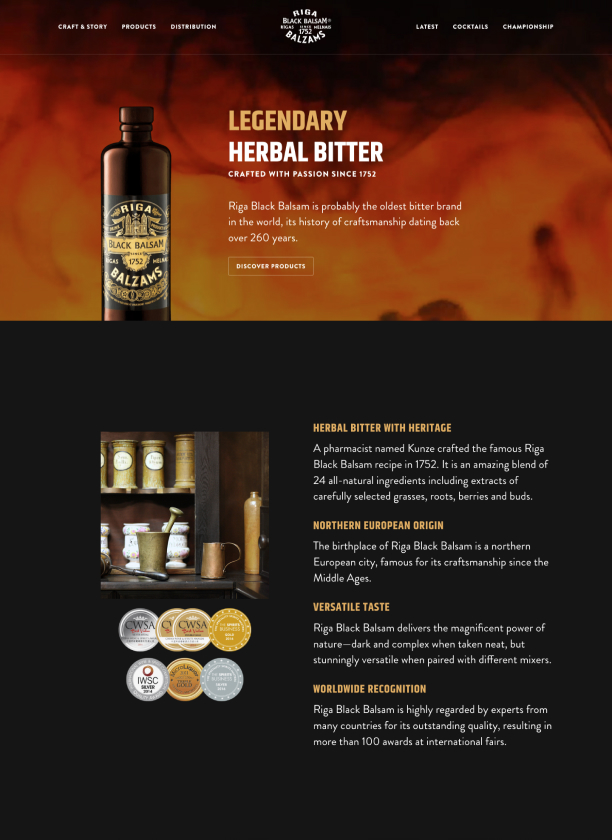 CRAFT & STORY PRODUCTS DISTRIBUTION
RIGA
BLACK BALSAM®
RIGAS SINCE MELNAIS
1752
BALZAMS
LATEST COCKTAILS CHAMPIONSHIP
LEGENDARY
HERBAL BITTER
CRAFTED WITH PASSION SINCE 1752
Riga Black Balsam is probably the oldest bitter brand
in the world, its history of craftsmanship dating back
over 260 years.
DISCOVER PRODUCTS
RIGA
BLACK BALSAM
SINCE
RIGAS 1752 MELNAIS
BALZAMS
HERBAL BITTER WITH HERITAGE
A pharmacist named Kunze crafted the famous Riga
Black Balsam recipe in 1752. It is an amazing blend of
24 all-natural ingredients including extracts of
carefully selected grasses, roots, berries and buds.
NORTHERN EUROPEAN ORIGIN
The birthplace of Riga Black Balsam is a northern
European city, famous for its craftsmanship since the
Middle Ages.
VERSATILE TASTE
Riga Black Balsam delivers the magnificent power of
nature—dark and complex when taken neat, but
stunningly versatile when paired with different mixers.
WORLDWIDE RECOGNITION
Riga Black Balsam is highly regarded by experts from
many countries for its outstanding quality, resulting in
more than 100 awards at international fairs.
CWSA CWSA
BUSINESS
GOLD
IWSC
SILVER
2014
GOLD
BUSINESS